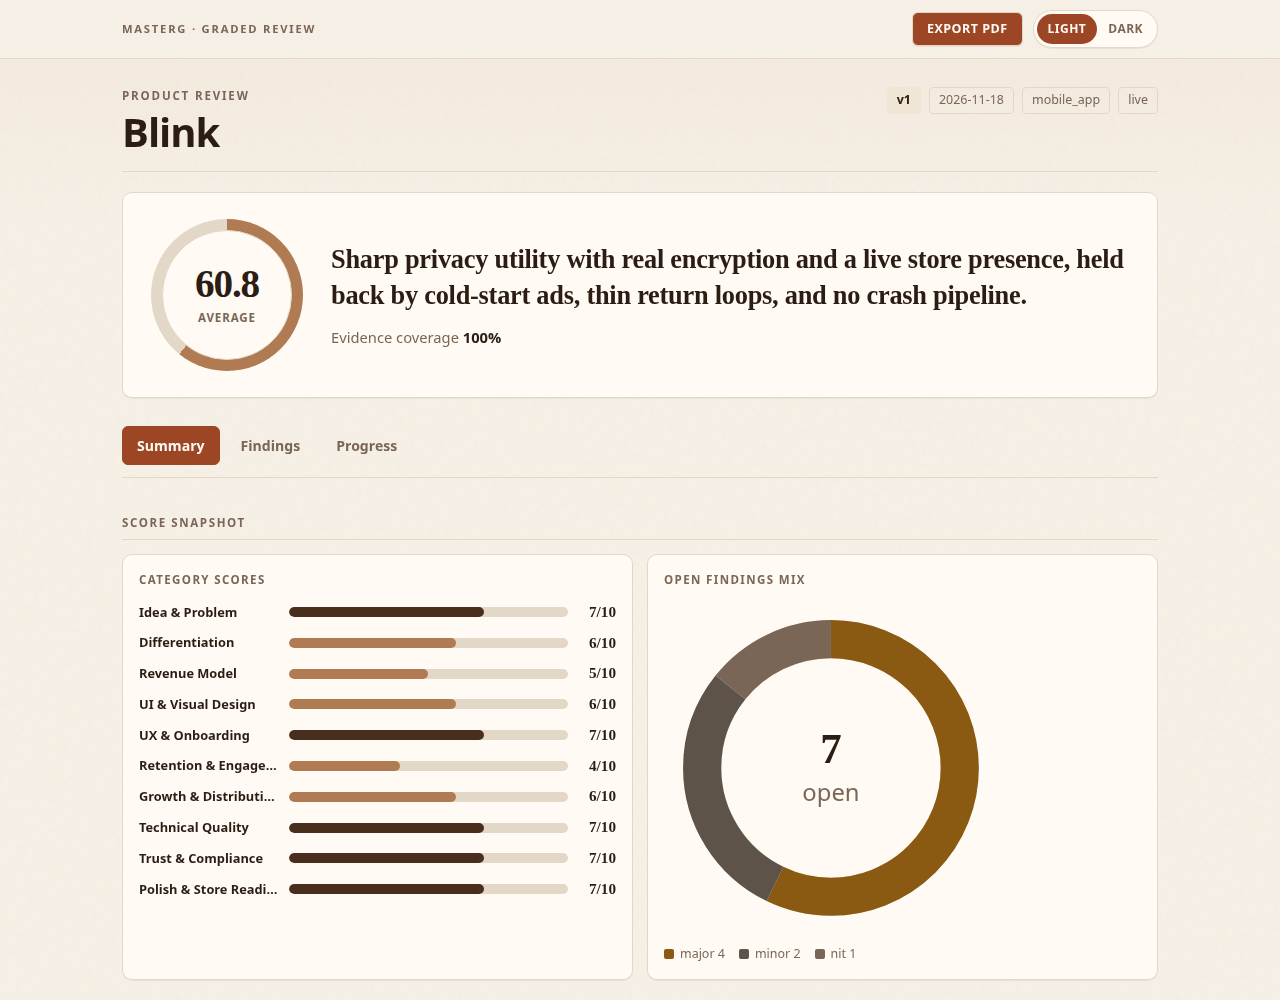 MASTERG · GRADED REVIEW
EXPORT PDF
LIGHT
DARK
PRODUCT REVIEW
v1
2026-11-18
mobile_app
live
Blink
60.8
AVERAGE
Sharp privacy utility with real encryption and a live store presence, held
back by cold-start ads, thin return loops, and no crash pipeline.
Evidence coverage 100%
Summary
Findings
Progress
SCORE SNAPSHOT
CATEGORY SCORES
Idea & Problem 7/10
Differentiation 6/10
Revenue Model 5/10
UI & Visual Design 6/10
UX & Onboarding 7/10
Retention & Engage... 4/10
Growth & Distributi... 6/10
Technical Quality 7/10
Trust & Compliance 7/10
Polish & Store Readi... 7/10
OPEN FINDINGS MIX
7
open
major 4
minor 2
nit 1